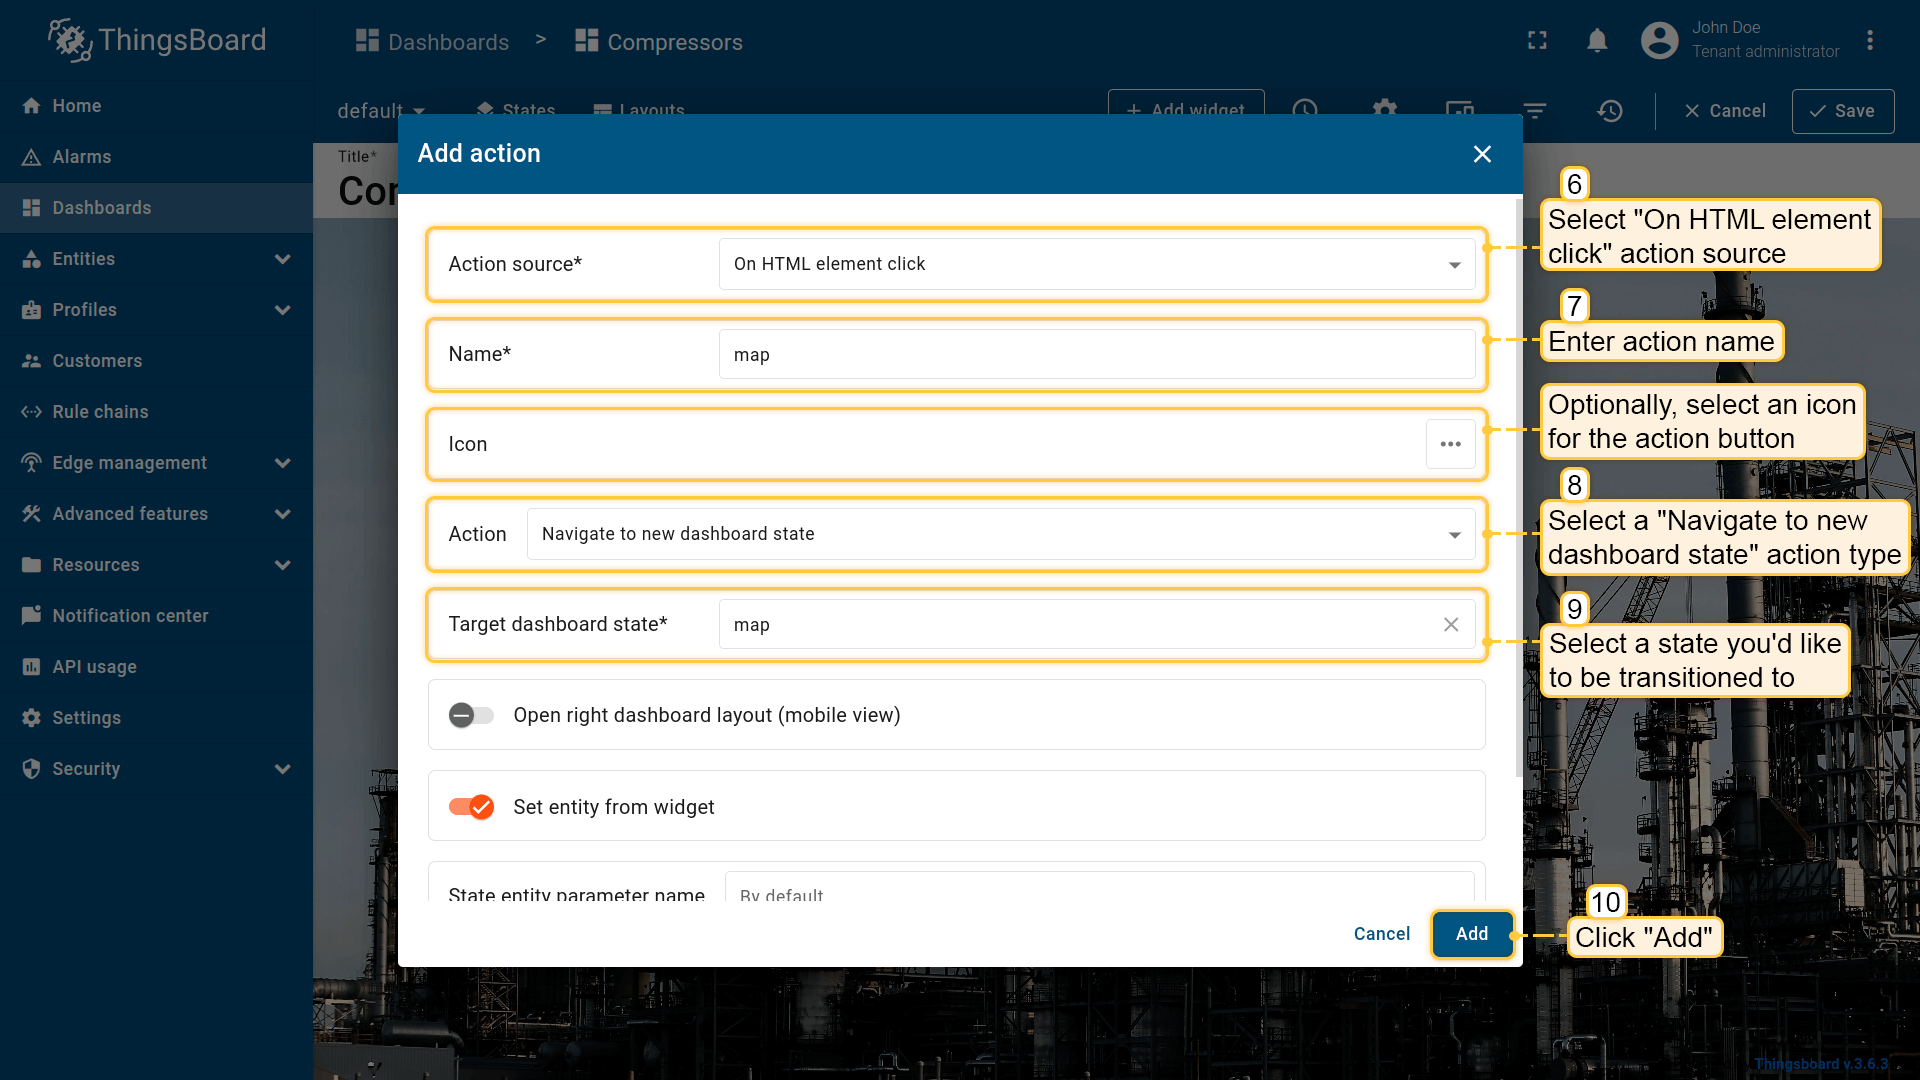 ThingsBoard
Dashboards > Compressors
John Doe
Tenant administrator
Home
Alarms
Dashboards
Entities
Profiles
Customers
Rule chains
Edge management
Advanced features
Resources
Notification center
API usage
Settings
Security
default States Layouts + Add widget Cancel Save
Title*
Con
Add action
Action source* On HTML element click
Name* map
Icon
Action Navigate to new dashboard state
Target dashboard state* map
Open right dashboard layout (mobile view)
Set entity from widget
State entity parameter name By default
Cancel Add
6
Select "On HTML element
click" action source
7
Enter action name
Optionally, select an icon
for the action button
8
Select a "Navigate to new
dashboard state" action type
9
Select a state you'd like
to be transitioned to
10
Click "Add"
Thingsboard v.3.6.3